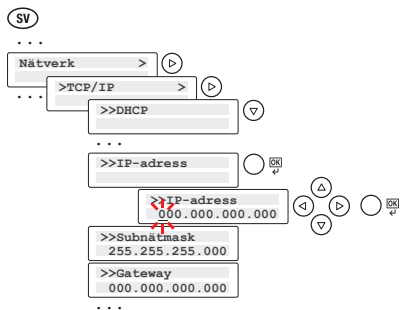 SV
...
Nätverk >
>TCP/IP >
...
>>DHCP
...
>>IP-adress
OK
>>IP-adress
000.000.000.000
OK
>>Subnätmask
255.255.255.000
>>Gateway
000.000.000.000
...